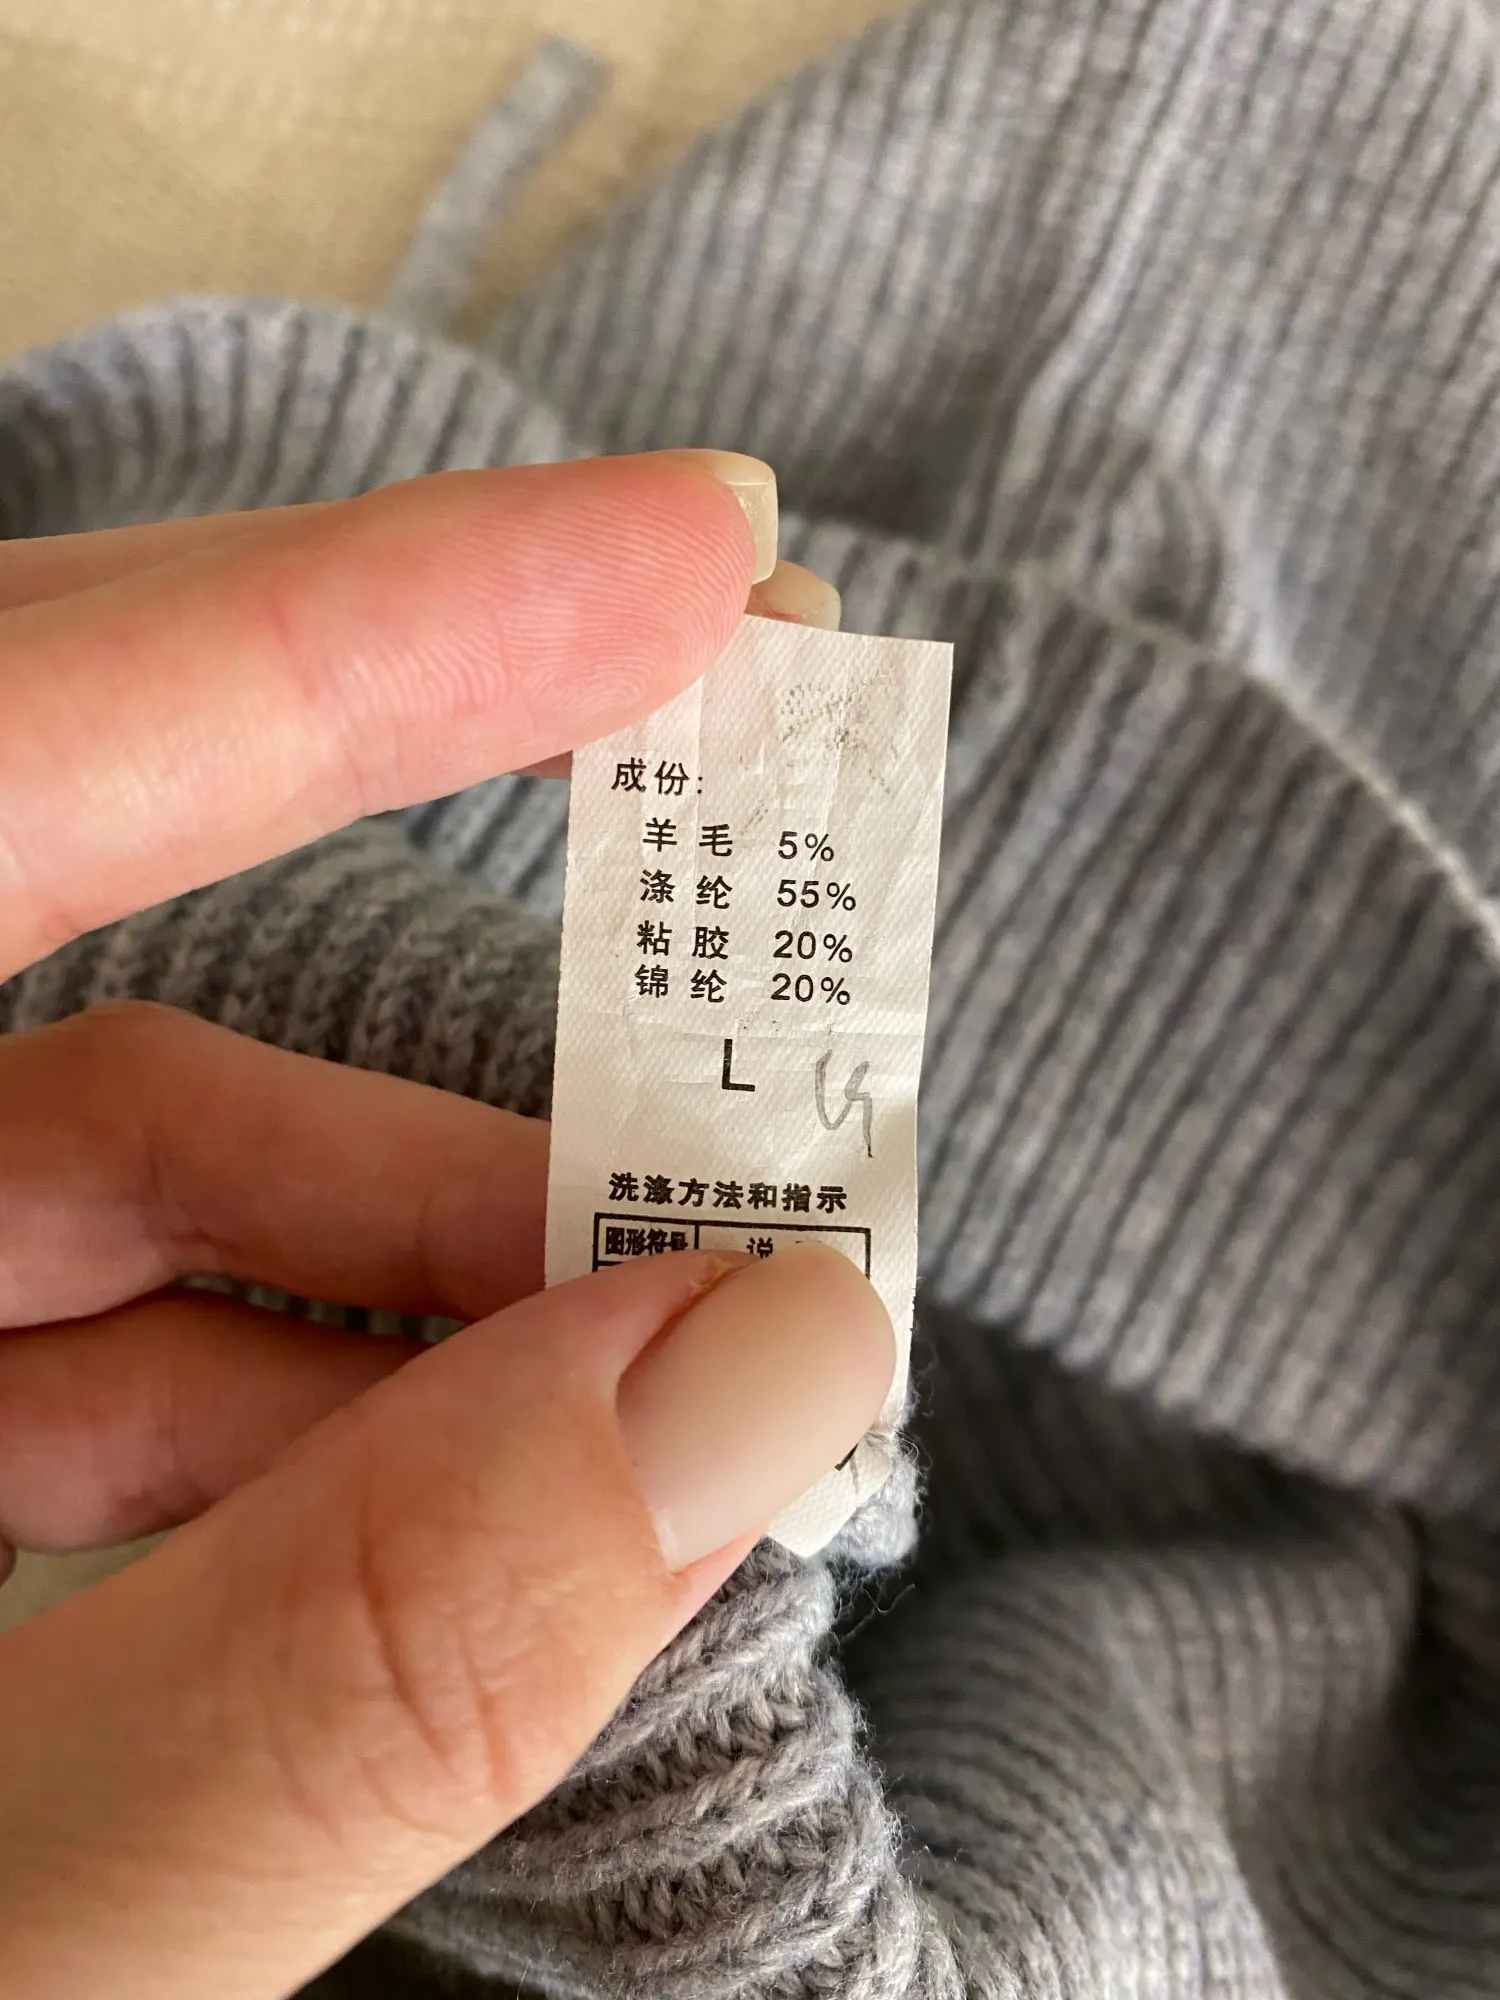 成份:
羊毛 5%
涤纶 55%
粘胶 20%
锦纶 20%
L
洗涤方法和指示
图形符号 说